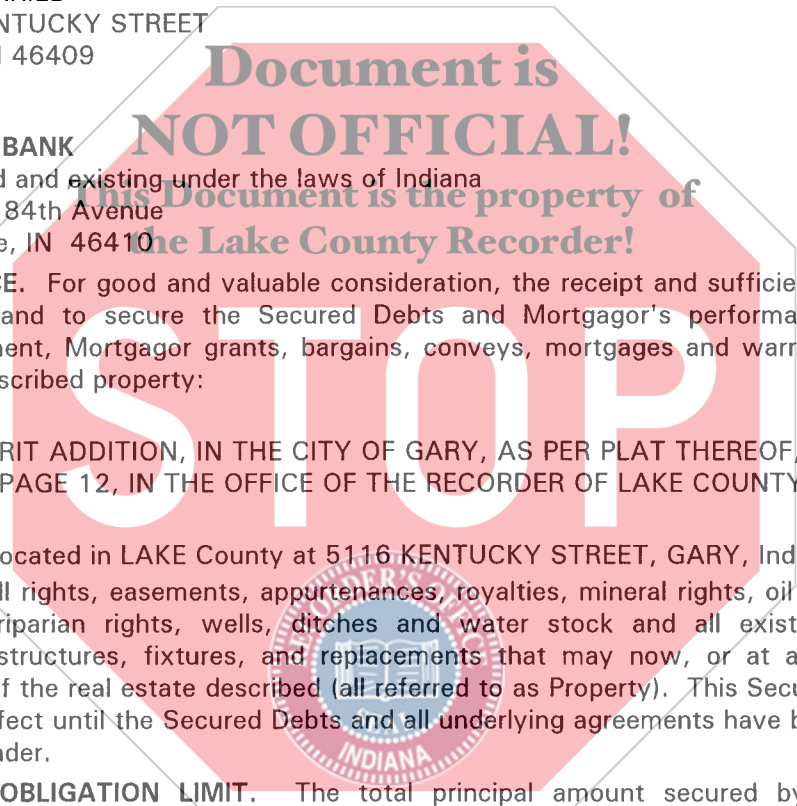 NTUCKY STREET
46409
Document is
NOT OFFICIAL!
BANK
and existing under the laws of Indiana
This Document is the property of
84th Avenue
the Lake County Recorder!
IN 46410
For good and valuable consideration, the receipt and sufficie
and to secure the Secured Debts and Mortgagor's performa
ent, Mortgagor grants, bargains, conveys, mortgages and warr
scribed property:
STOP
RIT ADDITION, IN THE CITY OF GARY, AS PER PLAT THEREOF,
PAGE 12, IN THE OFFICE OF THE RECORDER OF LAKE COUNTY
ocated in LAKE County at 5116 KENTUCKY STREET, GARY, Ind
ll rights, easements, appurtenances, royalties, mineral rights, oil
riparian rights, wells, ditches and water stock and all exist
structures, fixtures, and replacements that may now, or at a
f the real estate described (all referred to as Property). This Secu
fect until the Secured Debts and all underlying agreements have b
nder.
INDIANA
OBLIGATION LIMIT. The total principal amount secured by